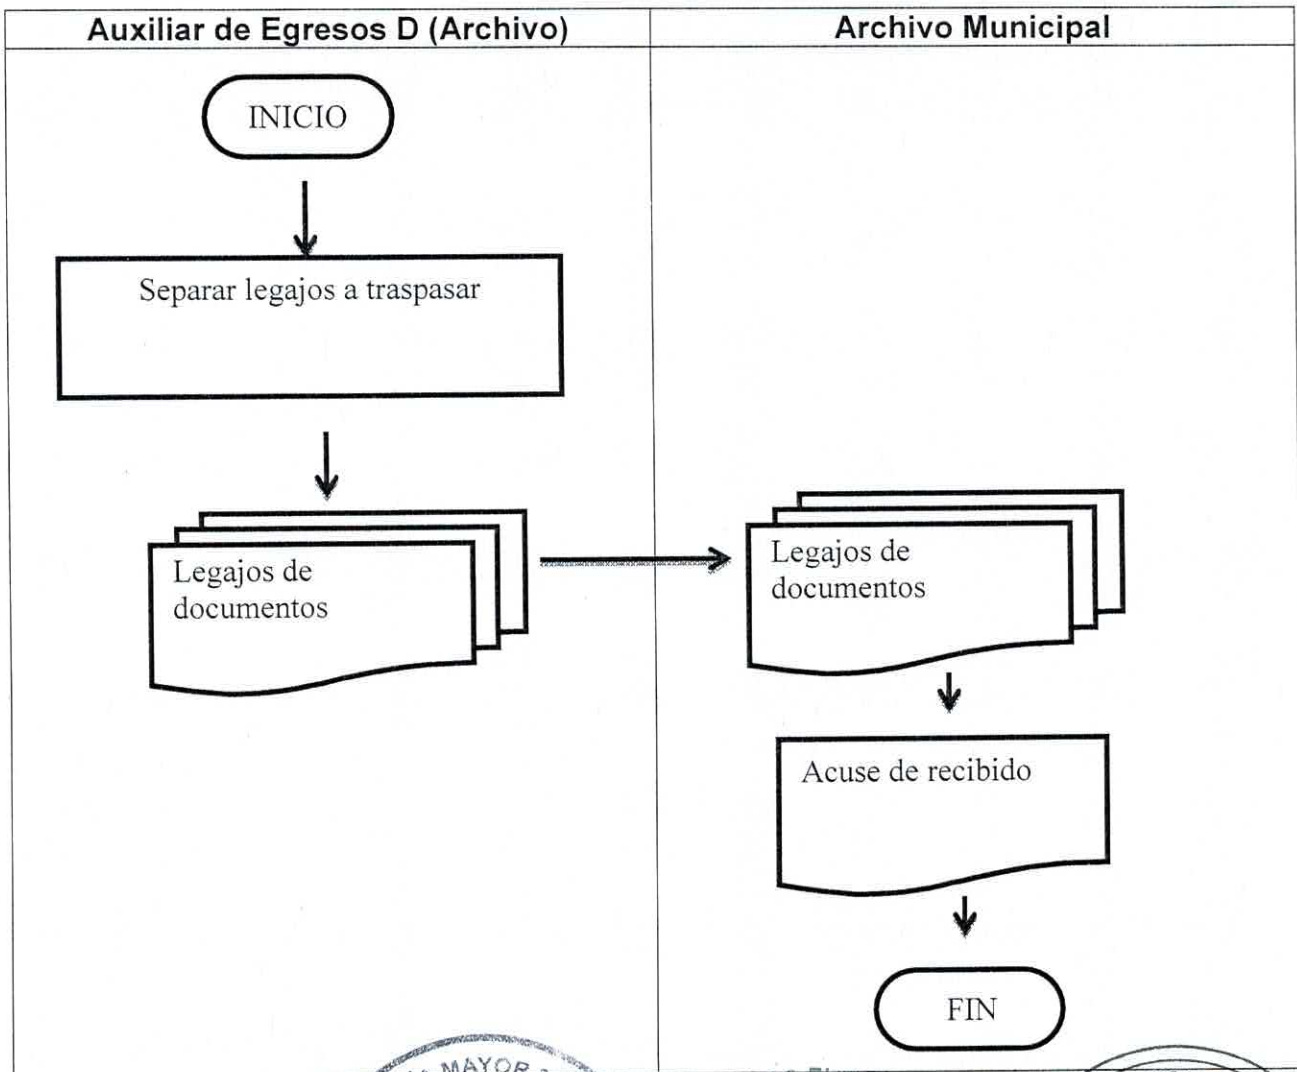 Auxiliar de Egresos D (Archivo)
Archivo Municipal
INICIO
Separar legajos a traspasar
Legajos de
documentos
Legajos de
documentos
Acuse de recibido
FIN
MAYOR